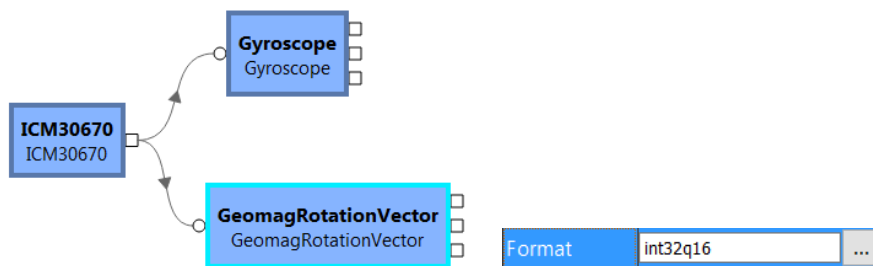 Gyroscope
Gyroscope
ICM30670
ICM30670
GeomagRotationVector
GeomagRotationVector
Format int32q16 ...